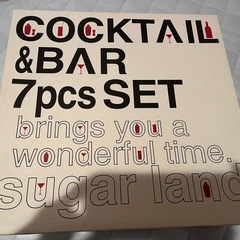 COCKTAIL
&BAR
7pcs SET
brings you a
wonderful time.
sugar land